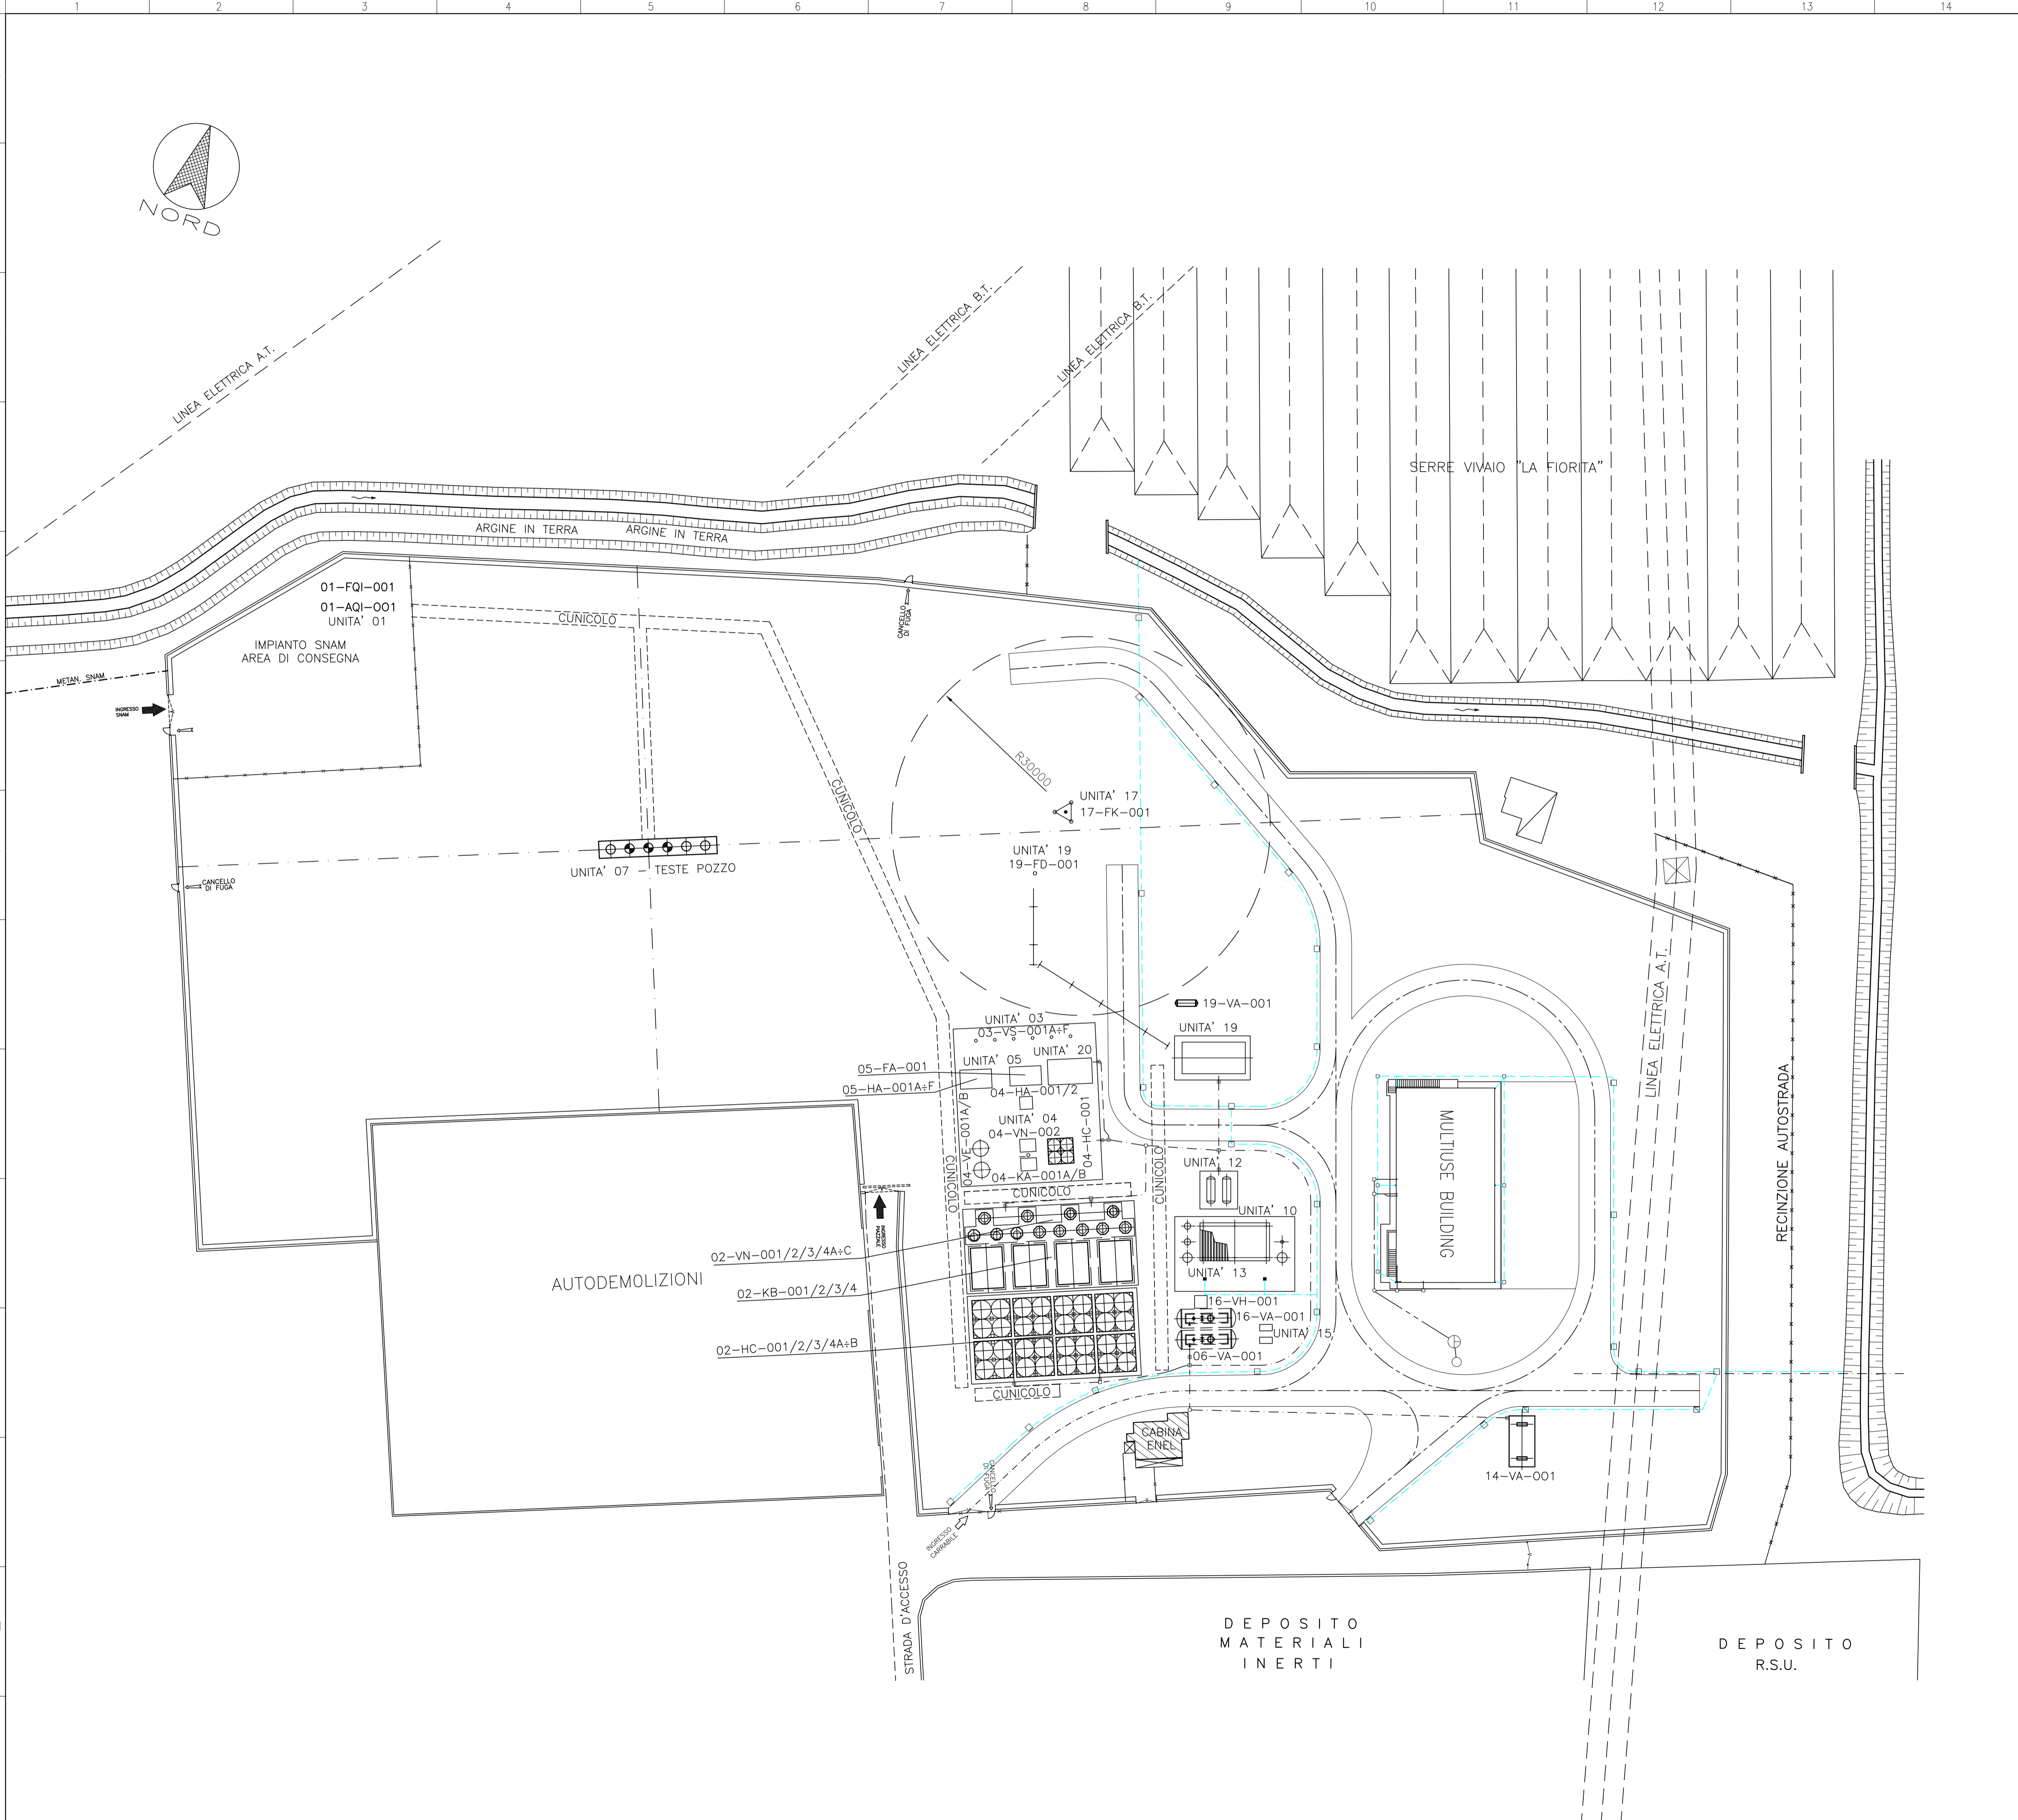 1 2 3 4 5 6 7 8 9 10 11 12 13 14
NORD
LINEA ELETTRICA A.T.
LINEA ELETTRICA B.T.
LINEA ELETTRICA B.T.
SERRE VIVAIO "LA FIORITA"
ARGINE IN TERRA
ARGINE IN TERRA
01-FQI-001
01-AQI-001
UNITA' 01
IMPIANTO SNAM
AREA DI CONSEGNA
CUNICOLO
CANCELLO
DI FUGA
METAN. SNAM
INGRESSO
SNAM
CUNICOLO
R30000
UNITA' 17
17-FK-001
UNITA' 19
19-FD-001
UNITA' 07 - TESTE POZZO
CANCELLO
DI FUGA
LINEA ELETTRICA A.T.
RECINZIONE AUTOSTRADA
19-VA-001
UNITA' 19
UNITA' 03
03-VS-001A÷F
UNITA' 05
UNITA' 20
05-FA-001
05-HA-001A÷F
04-HA-001/2
UNITA' 04
04-VN-002
04-VE-001A/B
04-HC-001
04-KA-001A/B
CUNICOLO
CUNICOLO
CUNICOLO
UNITA' 12
UNITA' 10
UNITA' 13
MULTIUSE BUILDING
INGRESSO
PIAZZALE
02-VN-001/2/3/4A÷C
02-KB-001/2/3/4
02-HC-001/2/3/4A÷B
AUTODEMOLIZIONI
16-VH-001
16-VA-001
UNITA' 15
06-VA-001
CUNICOLO
CABINA
ENEL
14-VA-001
CANCELLO
DI FUGA
INGRESSO
CARRABILE
STRADA D'ACCESSO
DEPOSITO
MATERIALI
INERTI
DEPOSITO
R.S.U.